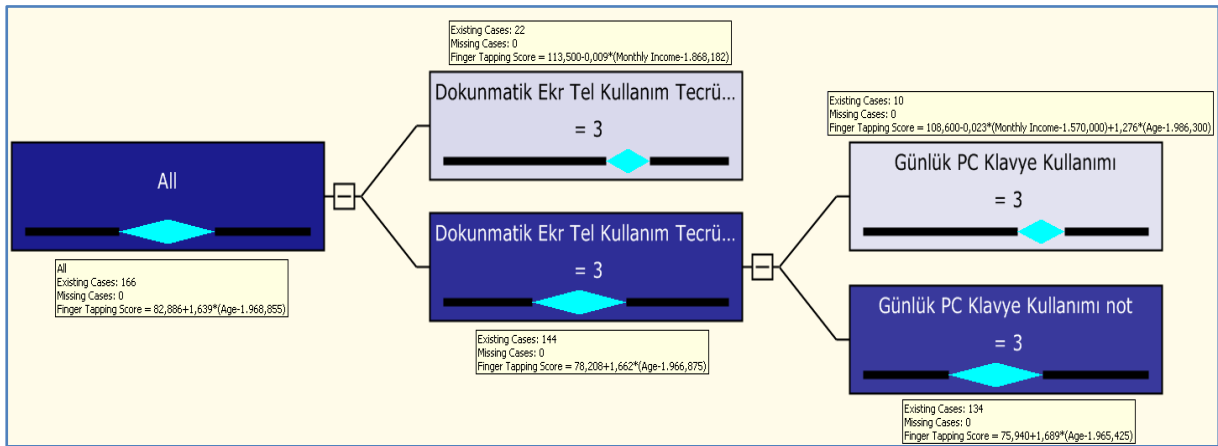 Existing Cases: 22
Missing Cases: 0
Finger Tapping Score = 113,500-0,009*(Monthly Income-1.868,182)
Dokunmatik Ekr Tel Kullanım Tecrü...
= 3
Existing Cases: 10
Missing Cases: 0
Finger Tapping Score = 108,600-0,023*(Monthly Income-1.570,000)+1,276*(Age-1.986,300)
Günlük PC Klavye Kullanımı
= 3
All
All
Existing Cases: 166
Missing Cases: 0
Finger Tapping Score = 82,886+1,639*(Age-1.968,855)
Dokunmatik Ekr Tel Kullanım Tecrü...
= 3
Existing Cases: 144
Missing Cases: 0
Finger Tapping Score = 78,208+1,662*(Age-1.966,875)
Günlük PC Klavye Kullanımı not
= 3
Existing Cases: 134
Missing Cases: 0
Finger Tapping Score = 75,940+1,689*(Age-1.965,425)